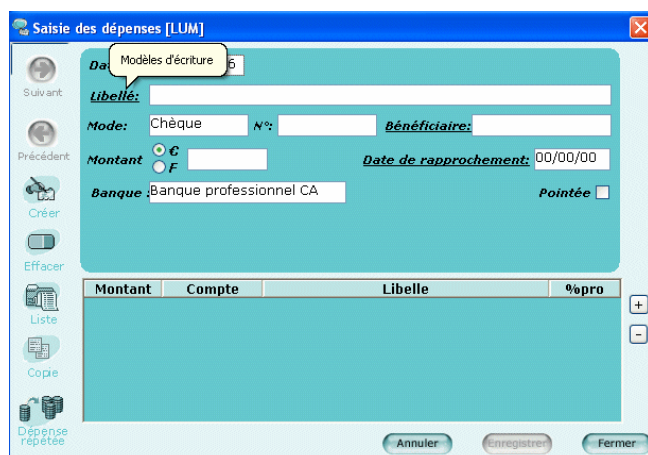 Saisie des dépenses [LUM]
Suivant
Précédent
Créer
Effacer
Liste
Copie
Dépense répétée
Modèles d'écriture
6
Libellé:
Mode: Chèque N°: Bénéficiaire:
Montant € F Date de rapprochement: 00/00/00
Banque : Banque professionnel CA Pointée
Montant Compte Libelle %pro
+
-
Annuler Enregistrer Fermer